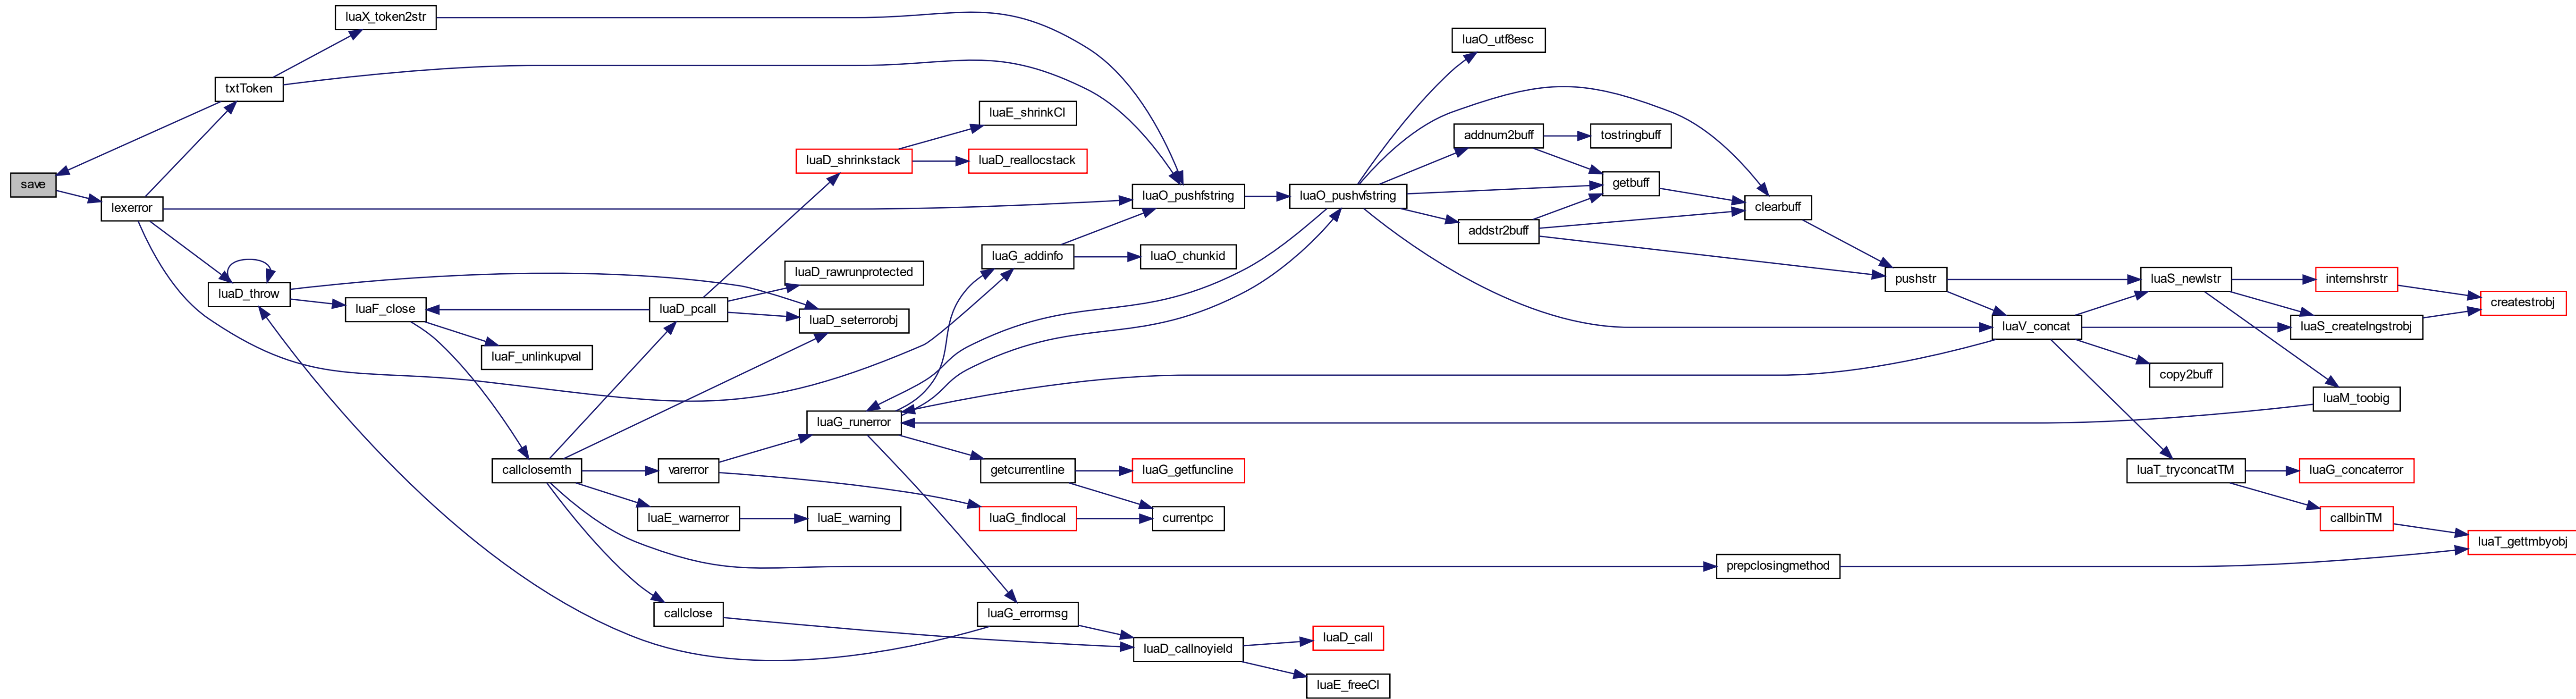 save
lexerror
txtToken
luaD_throw
luaX_token2str
luaF_close
luaF_unlinkupval
callclosemth
luaD_pcall
varerror
luaE_warnerror
callclose
luaD_shrinkstack
luaD_rawrunprotected
luaD_seterrorobj
luaG_runerror
luaE_warning
luaE_shrinkCI
luaD_reallocstack
luaG_addinfo
getcurrentline
luaG_findlocal
luaG_errormsg
luaO_pushfstring
luaO_chunkid
luaG_getfuncline
currentpc
luaD_callnoyield
luaO_pushvfstring
luaD_call
luaE_freeCI
luaO_utf8esc
addnum2buff
addstr2buff
tostringbuff
getbuff
clearbuff
prepclosingmethod
pushstr
luaV_concat
luaS_newlstr
copy2buff
luaT_tryconcatTM
luaG_concaterror
internshrstr
luaS_createlngstrobj
luaM_toobig
callbinTM
createstrobj
luaT_gettmbyobj